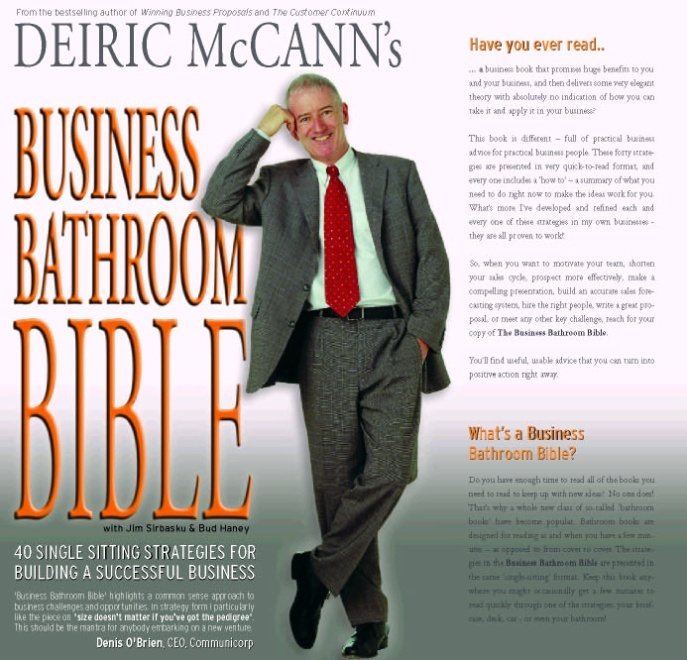 From the bestselling author of Winning Business Proposals and The Customer Continuum
DEIRIC McCANN's
BUSINESS
BATHROOM
BIBLE
with Jim Sirbasku & Bud Haney
40 SINGLE SITTING STRATEGIES FOR
BUILDING A SUCCESSFUL BUSINESS
'Business Bathroom Bible' highlights a common sense approach to
business challenges and opportunities, in strategy form I particularly
like the piece on 'size doesn't matter if you've got the pedigree'.
This should be the mantra for anybody embarking on a new venture.
Denis O'Brien, CEO, Communicorp
Have you ever read..
... a business book that promises huge benefits to you
and your business, and then delivers some very elegant
theory with absolutely no indication of how you can
take it and apply it in your business?
This book is different – full of practical business
advice for practical business people. These forty strate-
gies are presented in very quick-to-read format, and
every one includes a 'how to' – a summary of what you
need to do right now to make the ideas work for you.
What's more I've developed and refined each and
every one of these strategies in my own businesses -
they are all proven to work!
So, when you want to motivate your team, shorten
your sales cycle, prospect more effectively, make a
compelling presentation, build an accurate sales fore-
casting system, hire the right people, write a great pro-
posal, or meet any other key challenge, reach for your
copy of The Business Bathroom Bible.
You'll find useful, usable advice that you can turn into
positive action right away.
What's a Business
Bathroom Bible?
Do you have enough time to read all of the books you
need to read to keep up with new ideas? No one does!
That's why a whole new class of so-called 'bathroom
books' have become popular. Bathroom books are
designed for reading as and when you have a few min-
utes – as opposed to front cover to cover. The strate-
gies in the Business Bathroom Bible are presented in
the same 'single-sitting' format. Keep this book any-
where you might occasionally get a few minutes to
read quickly through one of the strategies: your brief-
case, desk, car - or even your bathroom!